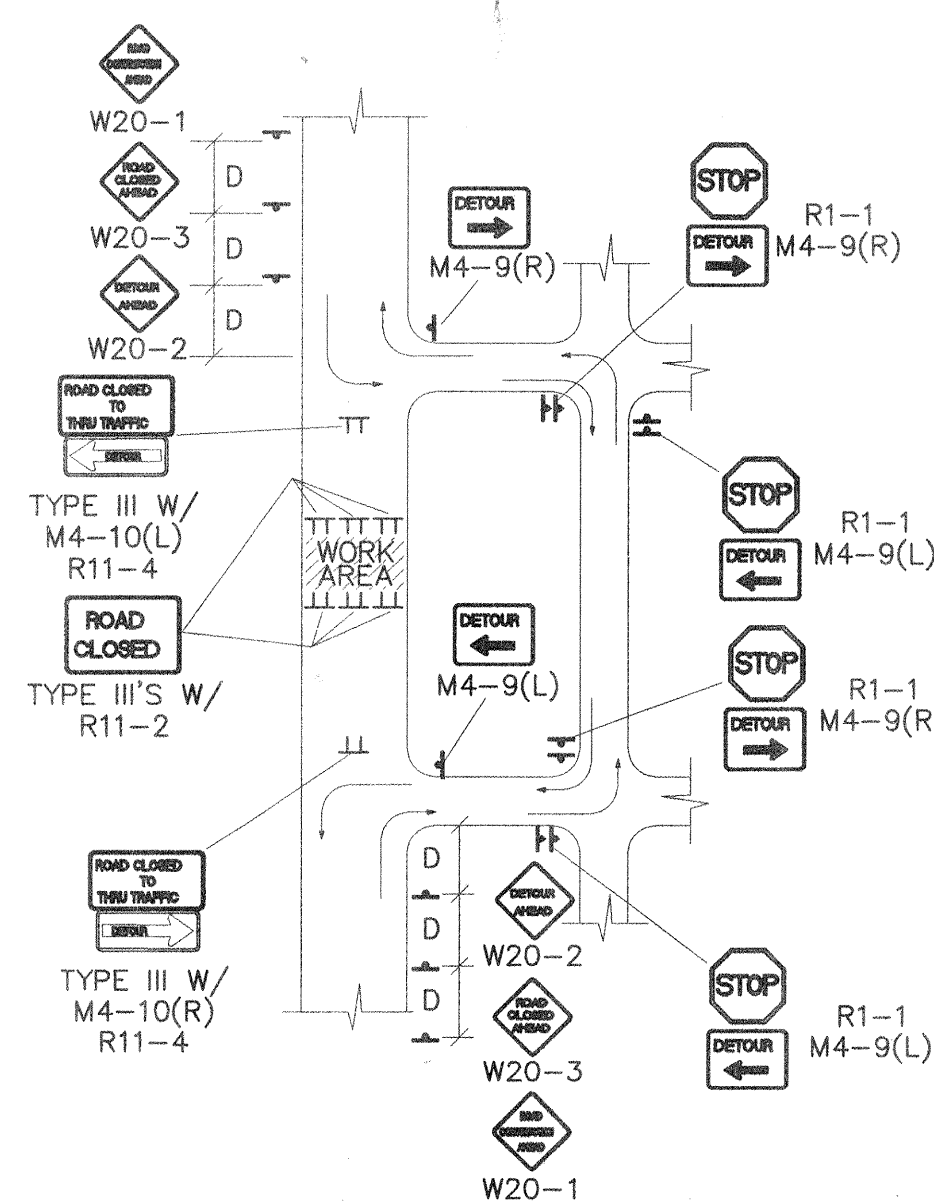 ROAD
CONSTRUCTION
AHEAD
W20-1
ROAD
CLOSED
AHEAD
W20-3
DETOUR
AHEAD
W20-2
D
D
D
DETOUR
M4-9(R)
STOP
DETOUR
R1-1
M4-9(R)
ROAD CLOSED
TO
THRU TRAFFIC
DETOUR
TYPE III W/
M4-10(L)
R11-4
STOP
DETOUR
R1-1
M4-9(L)
WORK
AREA
ROAD
CLOSED
TYPE III'S W/
R11-2
DETOUR
M4-9(L)
STOP
DETOUR
R1-1
M4-9(R
ROAD CLOSED
TO
THRU TRAFFIC
DETOUR
TYPE III W/
M4-10(R)
R11-4
D
D
D
DETOUR
AHEAD
W20-2
ROAD
CLOSED
AHEAD
W20-3
ROAD
CONSTRUCTION
AHEAD
W20-1
STOP
DETOUR
R1-1
M4-9(L)